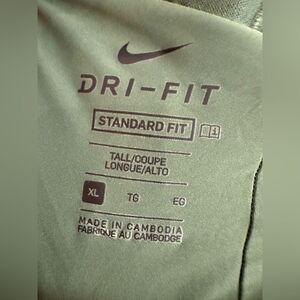 DRI-FIT
STANDARD FIT
TALL/COUPE
LONGUE/ALTO
XL TG EG
MADE IN CAMBODIA
FABRIQUÉ AU CAMBODGE